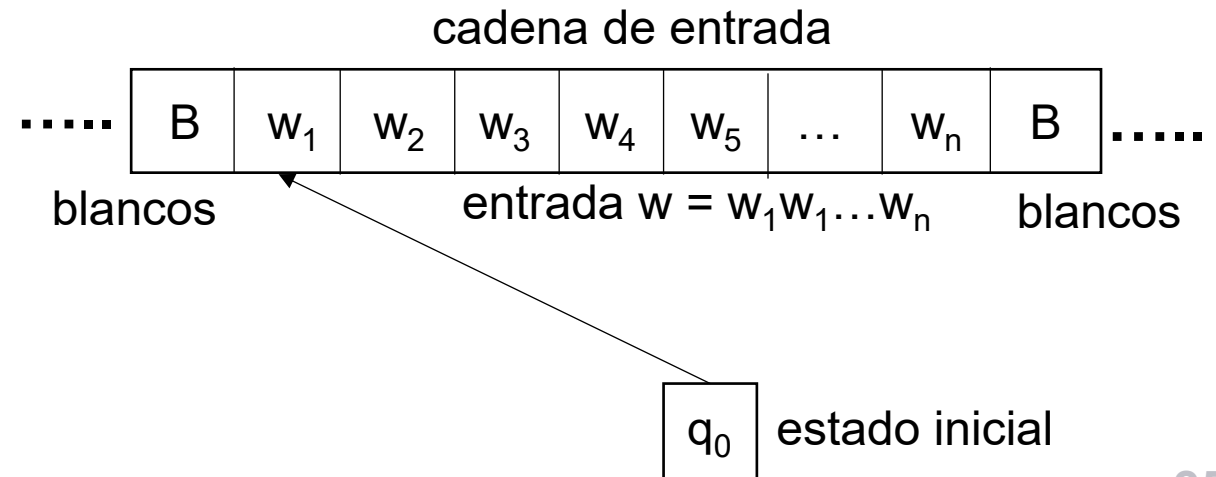 cadena de entrada
..... B w₁ w₂ w₃ w₄ w₅ ... wₙ B .....
blancos entrada w = w₁w₁…wₙ blancos
q₀ estado inicial